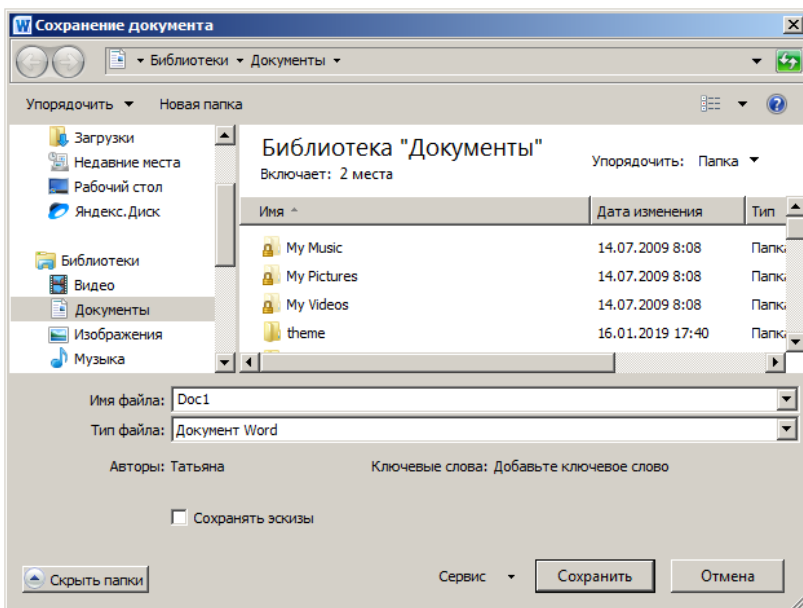 Сохранение документа
Библиотеки Документы
Упорядочить Новая папка
Загрузки
Недавние места
Рабочий стол
Яндекс.Диск
Библиотеки
Видео
Документы
Изображения
Музыка
Библиотека "Документы"
Включает: 2 места
Упорядочить: Папка
Имя Дата изменения Тип
My Music 14.07.2009 8:08 Папка
My Pictures 14.07.2009 8:08 Папка
My Videos 14.07.2009 8:08 Папка
theme 16.01.2019 17:40 Папка
Имя файла: Doc1
Тип файла: Документ Word
Авторы: Татьяна Ключевые слова: Добавьте ключевое слово
Сохранять эскизы
Скрыть папки Сервис Сохранить Отмена